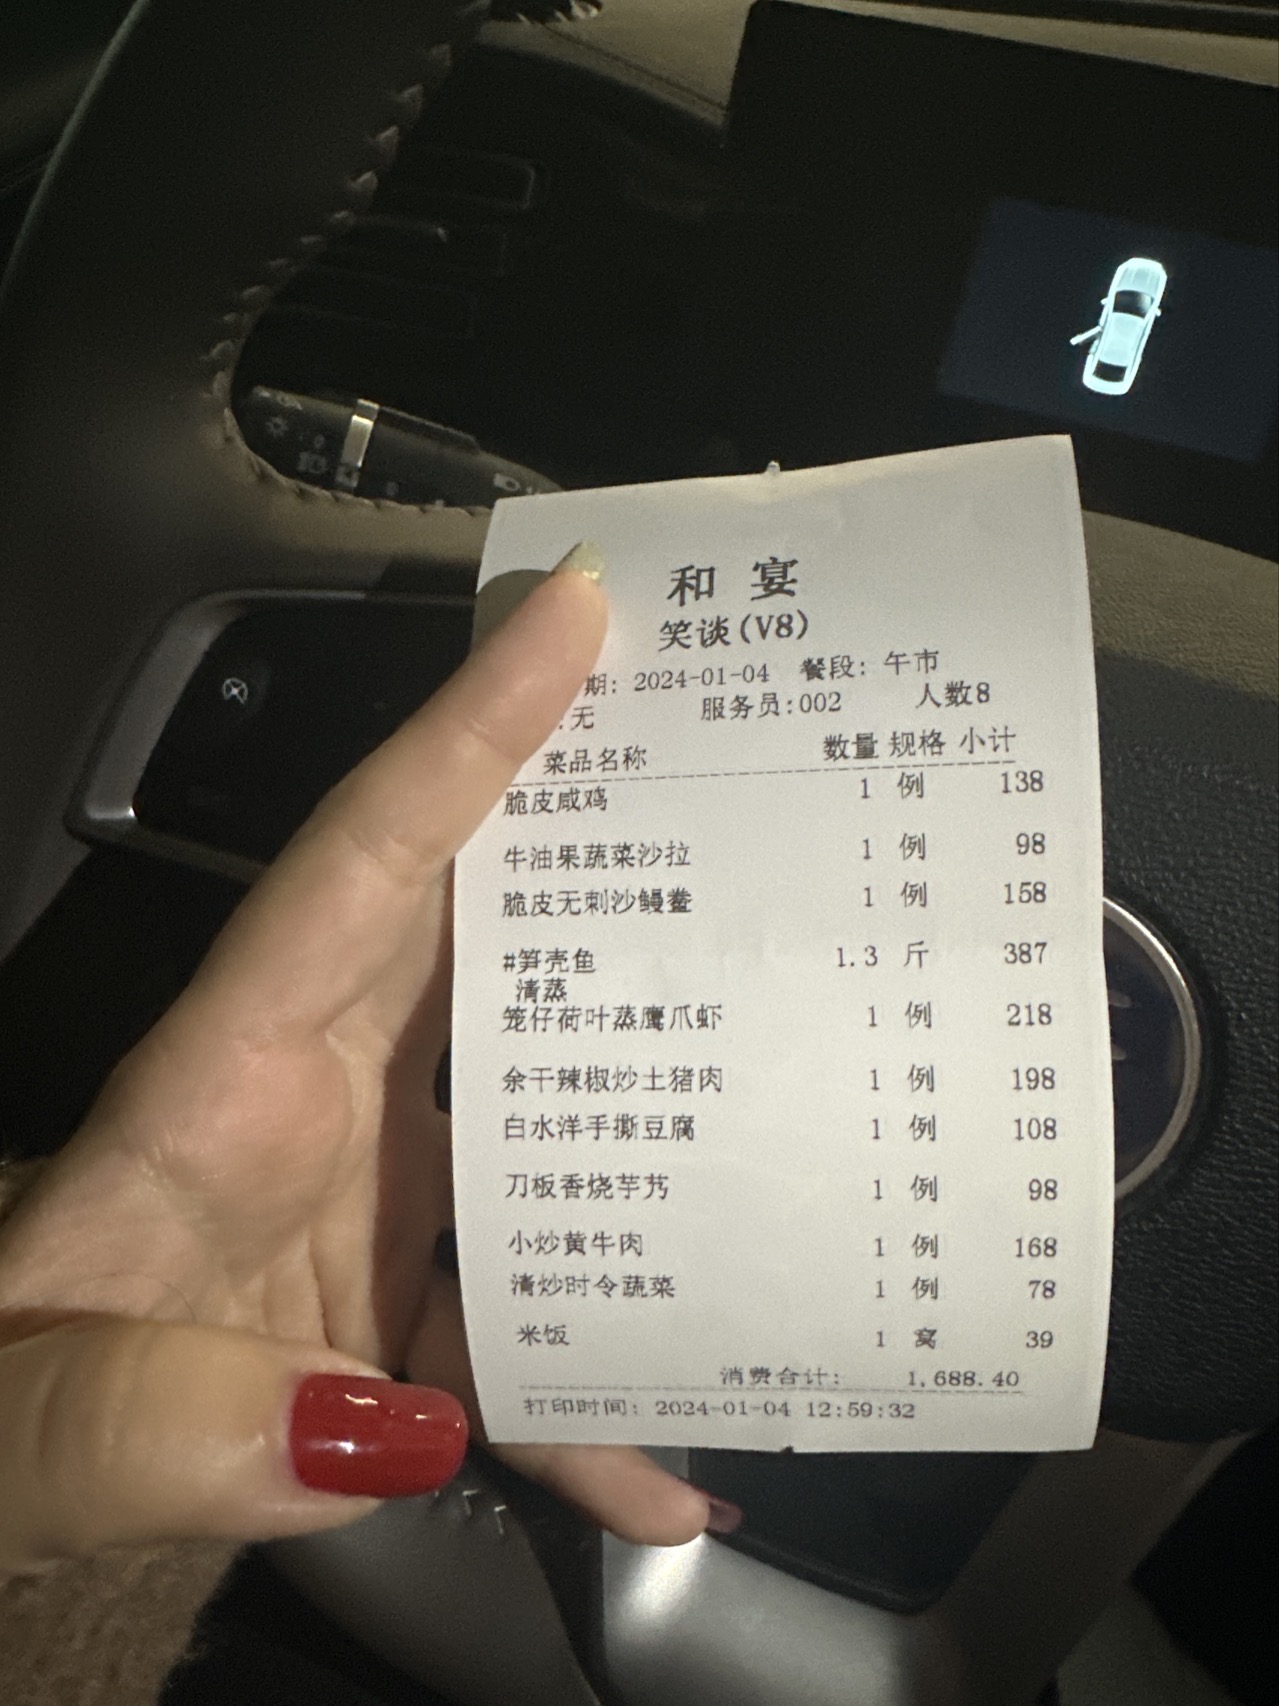 和 宴
笑谈(V8)
期: 2024-01-04 餐段: 午市
:无 服务员:002 人数8
菜品名称 数量 规格 小计
脆皮咸鸡 1 例 138
牛油果蔬菜沙拉 1 例 98
脆皮无刺沙鳗鲞 1 例 158
#笋壳鱼 1.3 斤 387
清蒸
笼仔荷叶蒸鹰爪虾 1 例 218
余干辣椒炒土猪肉 1 例 198
白水洋手撕豆腐 1 例 108
刀板香烧芋艿 1 例 98
小炒黄牛肉 1 例 168
清炒时令蔬菜 1 例 78
米饭 1 窝 39
消费合计: 1,688.40
打印时间: 2024-01-04 12:59:32